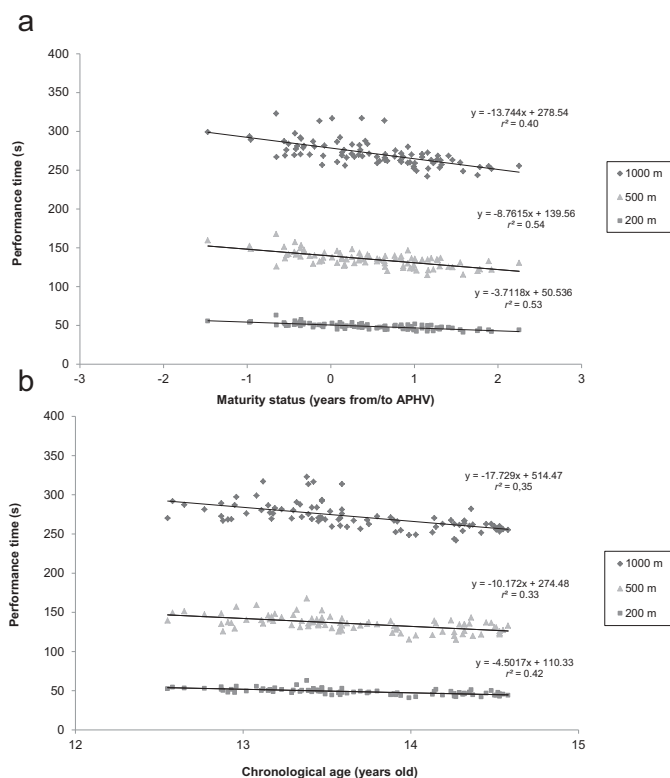 a
400
350
300
250
200
150
100
50
0
Performance time (s)
y = -13.744x + 278.54
r² = 0.40
y = -8.7615x + 139.56
r² = 0.54
y = -3.7118x + 50.536
r² = 0.53
1000 m
500 m
200 m
-3 -2 -1 0 1 2 3
Maturity status (years from/to APHV)
b
400
350
300
250
200
150
100
50
0
Performance time (s)
y = -17.729x + 514.47
r² = 0,35
y = -10.172x + 274.48
r² = 0.33
y = -4.5017x + 110.33
r² = 0.42
1000 m
500 m
200 m
12 13 14 15
Chronological age (years old)